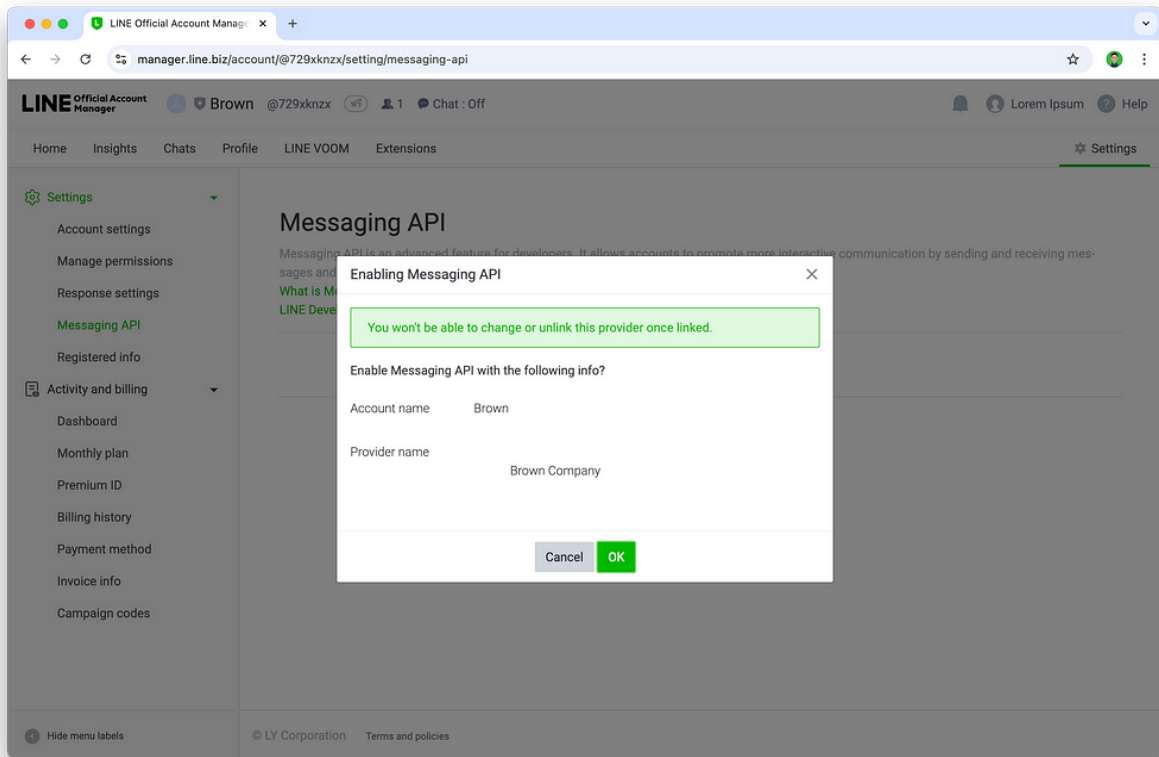 LINE Official Account Manage
manager.line.biz/account/@729xknzx/setting/messaging-api
LINE Official Account Manager
Brown @729xknzx ฟรี 1 Chat : Off
Lorem Ipsum Help
Home Insights Chats Profile LINE VOOM Extensions Settings
Settings
Account settings
Manage permissions
Response settings
Messaging API
Registered info
Activity and billing
Dashboard
Monthly plan
Premium ID
Billing history
Payment method
Invoice info
Campaign codes
Hide menu labels
Messaging API
Messaging API is an advanced feature for developers. It allows accounts to promote more interactive communication by sending and receiving mes-
sages and
What is M
LINE Deve
Enabling Messaging API
You won't be able to change or unlink this provider once linked.
Enable Messaging API with the following info?
Account name Brown
Provider name
Brown Company
Cancel OK
© LY Corporation Terms and policies